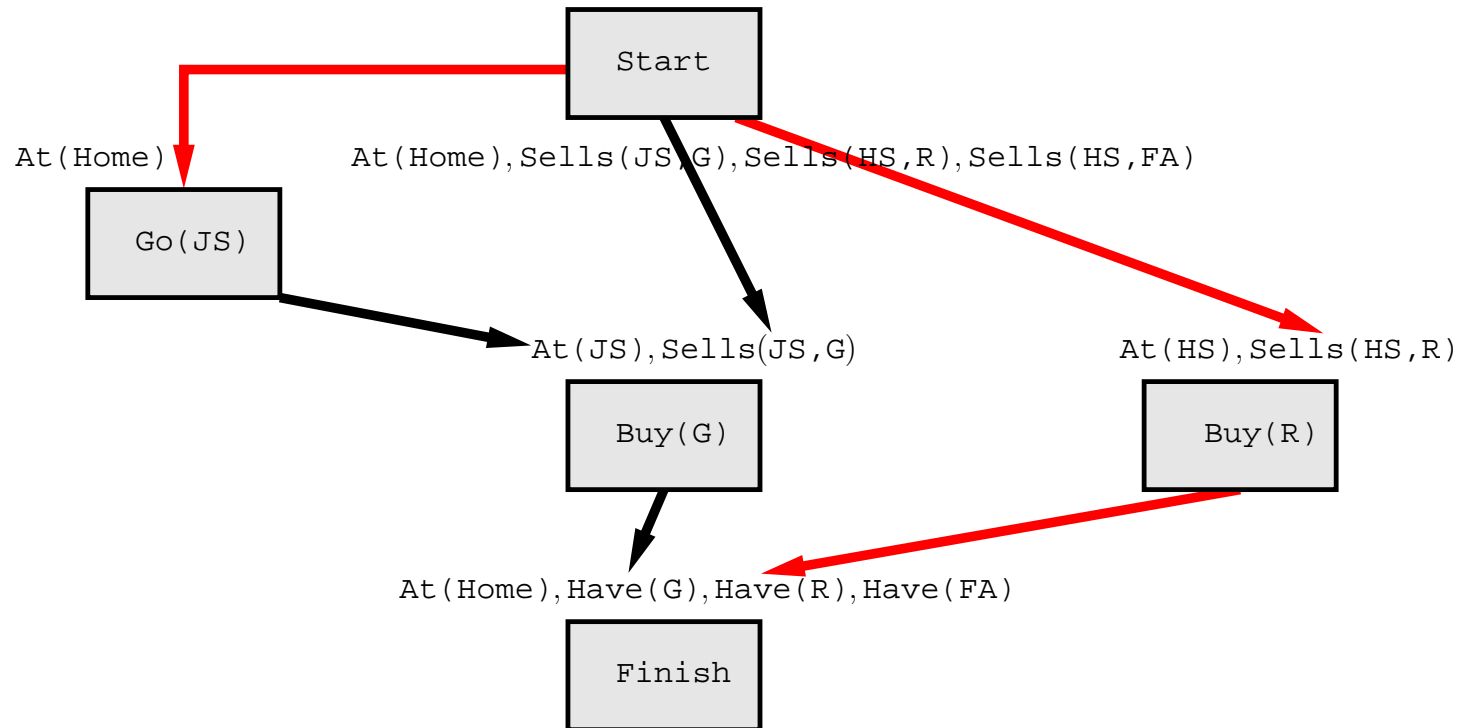 Start
At(Home)
At(Home),Sells(JS,G),Sells(HS,R),Sells(HS,FA)
Go(JS)
At(JS),Sells(JS,G)
At(HS),Sells(HS,R)
Buy(G)
Buy(R)
At(Home),Have(G),Have(R),Have(FA)
Finish